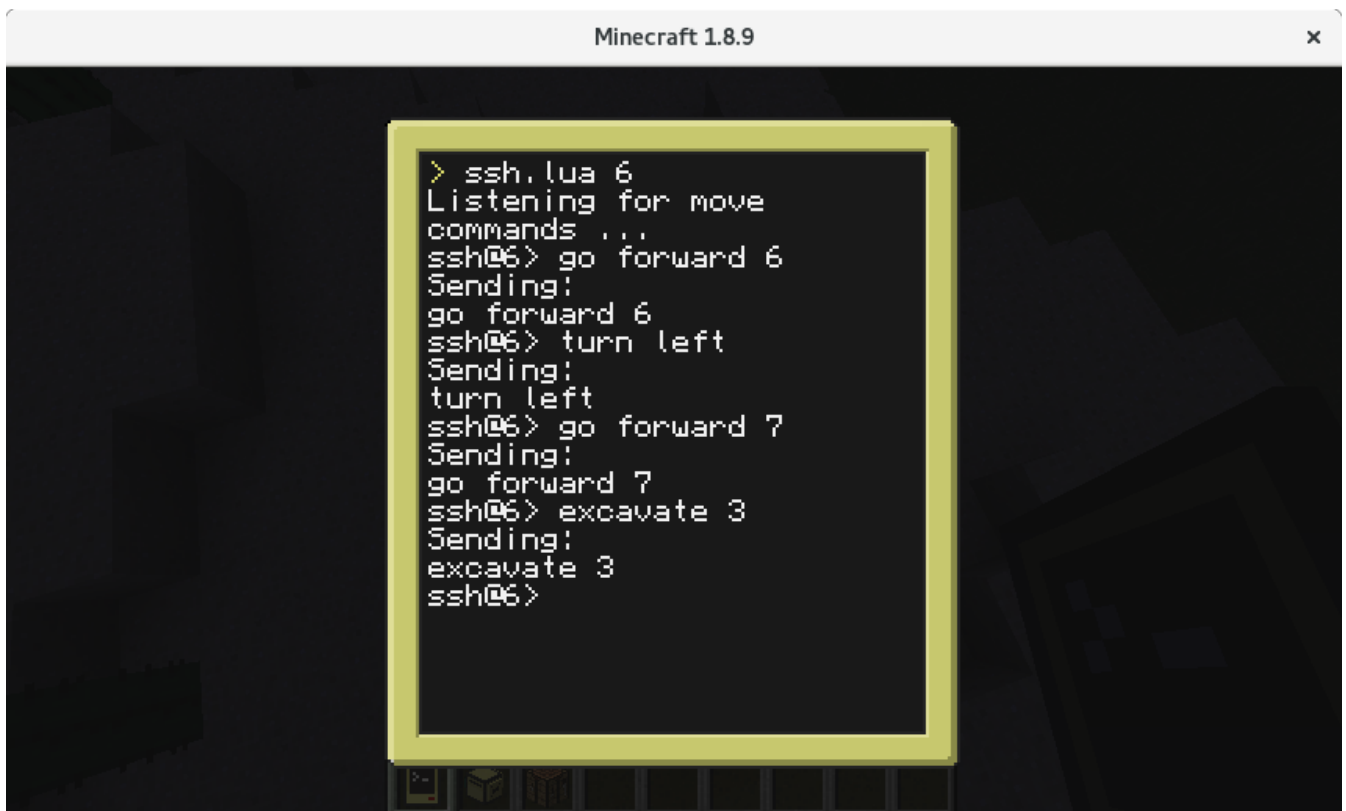 Minecraft 1.8.9
> ssh.lua 6
Listening for move
commands ...
ssh@6> go forward 6
Sending:
go forward 6
ssh@6> turn left
Sending:
turn left
ssh@6> go forward 7
Sending:
go forward 7
ssh@6> excavate 3
Sending:
excavate 3
ssh@6>